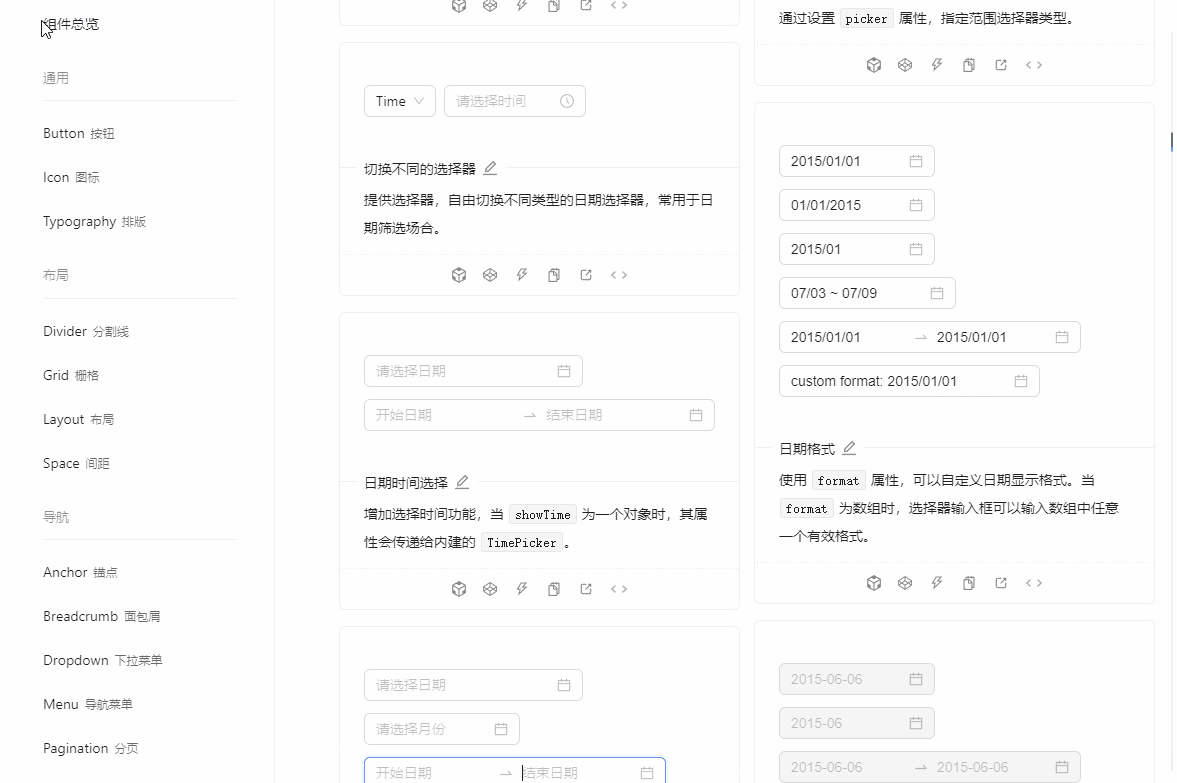 组件总览
通用
Button 按钮
Icon 图标
Typography 排版
布局
Divider 分割线
Grid 栅格
Layout 布局
Space 间距
导航
Anchor 锚点
Breadcrumb 面包屑
Dropdown 下拉菜单
Menu 导航菜单
Pagination 分页
Time 请选择时间
切换不同的选择器
提供选择器，自由切换不同类型的日期选择器，常用于日
期筛选场合。
请选择日期
开始日期 → 结束日期
日期时间选择
增加选择时间功能，当 showTime 为一个对象时，其属
性会传递给内建的 TimePicker 。
请选择日期
请选择月份
开始日期 → 结束日期
通过设置 picker 属性，指定范围选择器类型。
2015/01/01
01/01/2015
2015/01
07/03 ~ 07/09
2015/01/01 → 2015/01/01
custom format: 2015/01/01
日期格式
使用 format 属性，可以自定义日期显示格式。当
format 为数组时，选择器输入框可以输入数组中任意
一个有效格式。
2015-06-06
2015-06
2015-06-06 → 2015-06-06